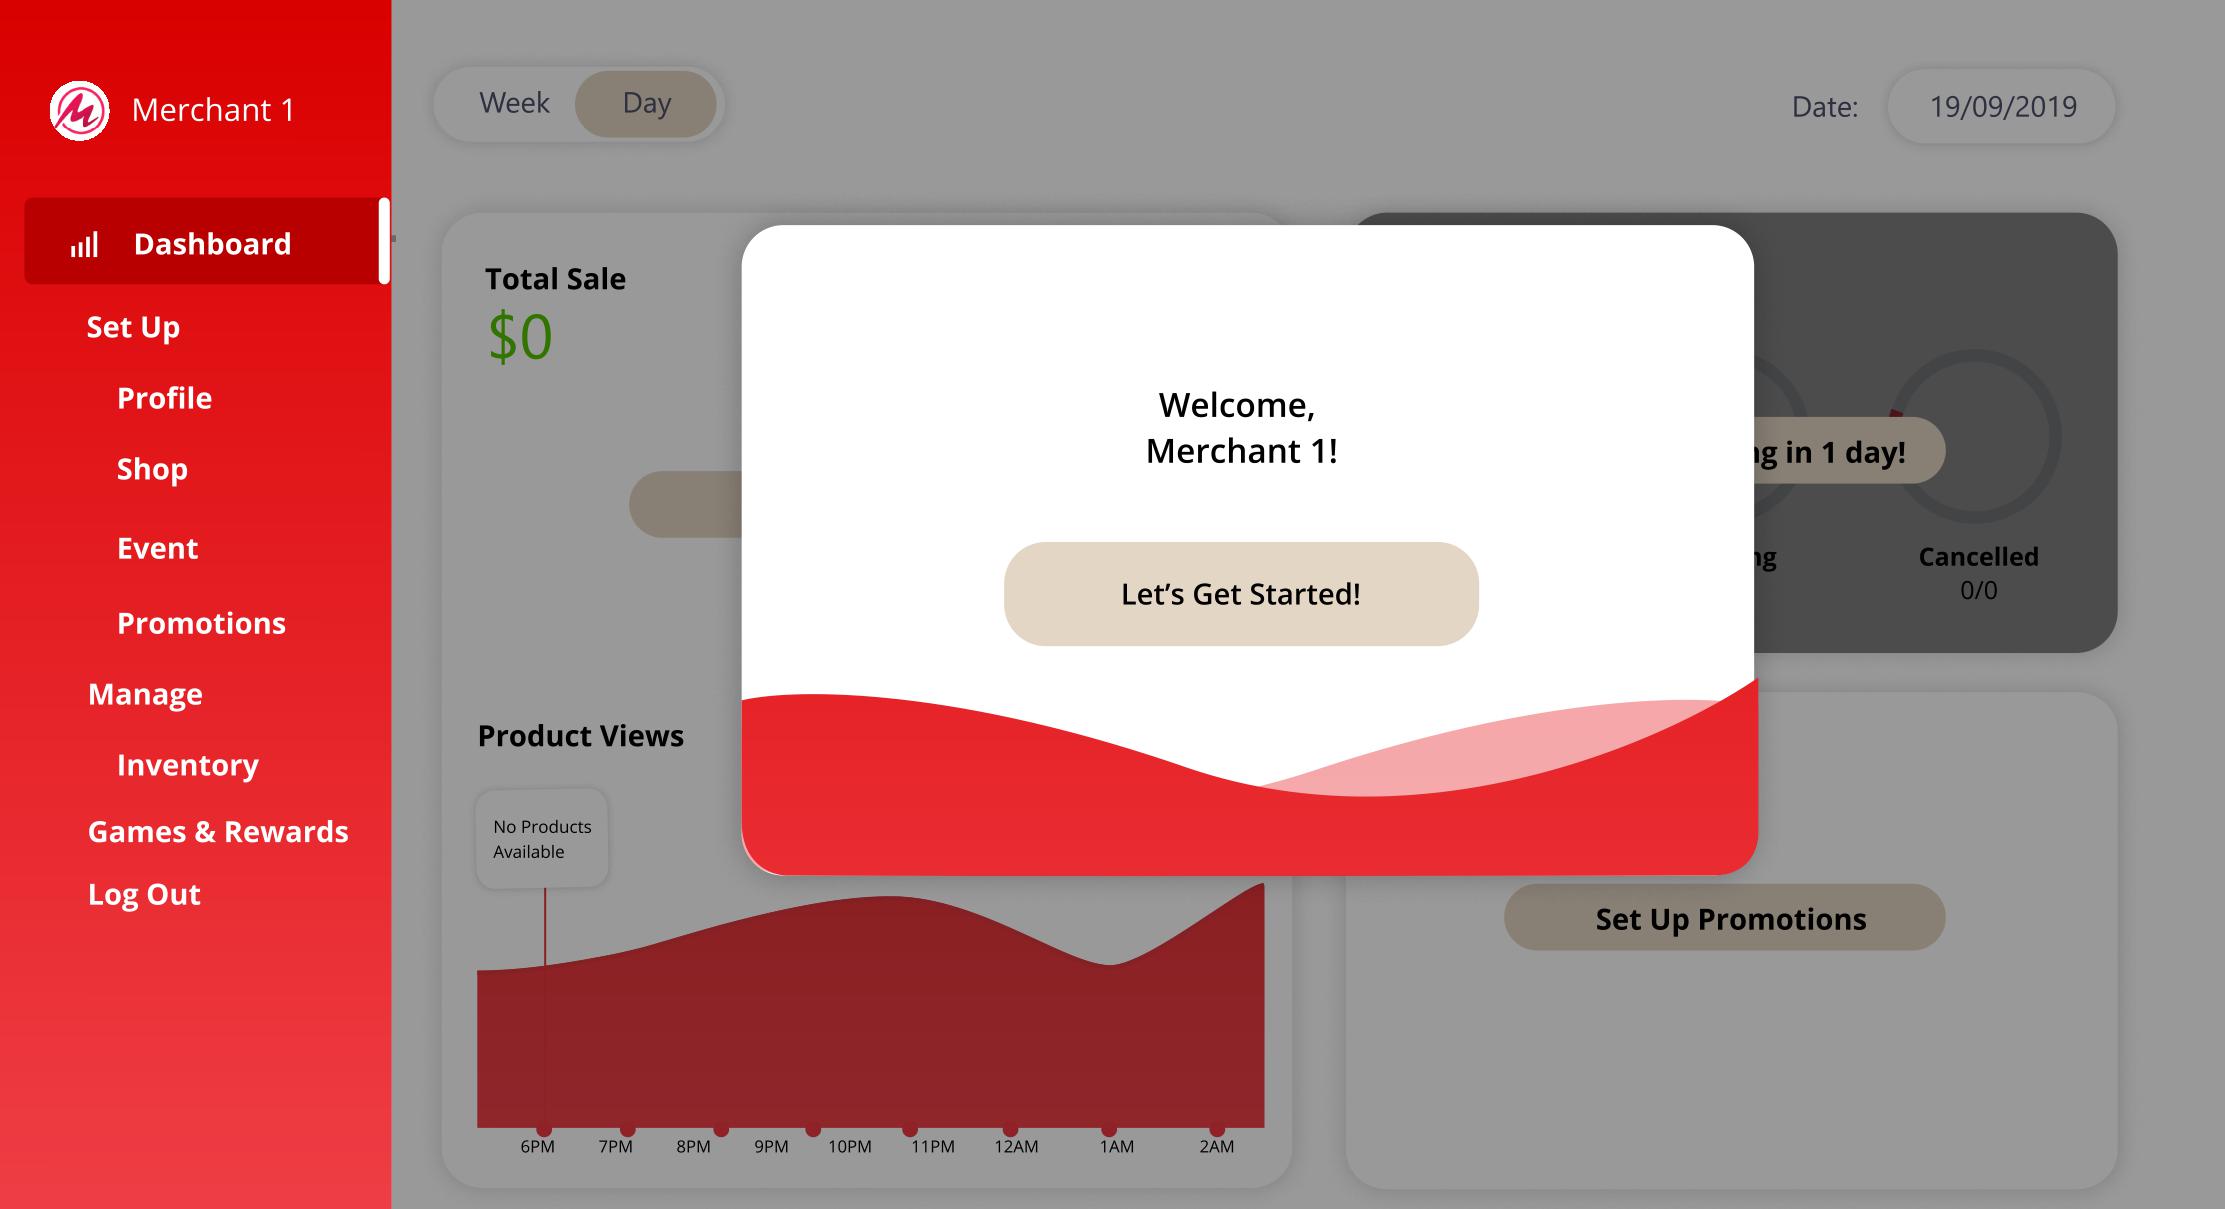 Merchant 1
Dashboard
Set Up
Profile
Shop
Event
Promotions
Manage
Inventory
Games & Rewards
Log Out
Week
Day
Date:
19/09/2019
Total Sale
$0
Welcome,
Merchant 1!
Let’s Get Started!
in 1 day!
Cancelled
0/0
Product Views
No Products
Available
6PM 7PM 8PM 9PM 10PM 11PM 12AM 1AM 2AM
Set Up Promotions